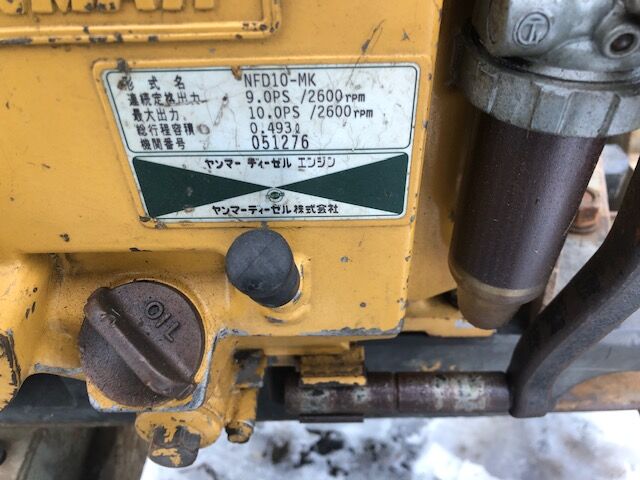 形式名 NFD10-MK
連続定格出力 9.0PS/2600rpm
最大出力 10.0PS/2600rpm
総行程容積 0.493ℓ
機関番号 051276
ヤンマー ディーゼル エンジン
ヤンマーディーゼル株式会社
OIL